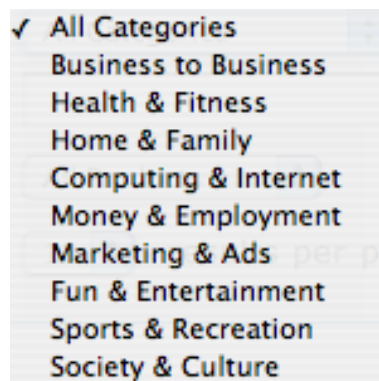 ✓ All Categories
Business to Business
Health & Fitness
Home & Family
Computing & Internet
Money & Employment
Marketing & Ads
Fun & Entertainment
Sports & Recreation
Society & Culture